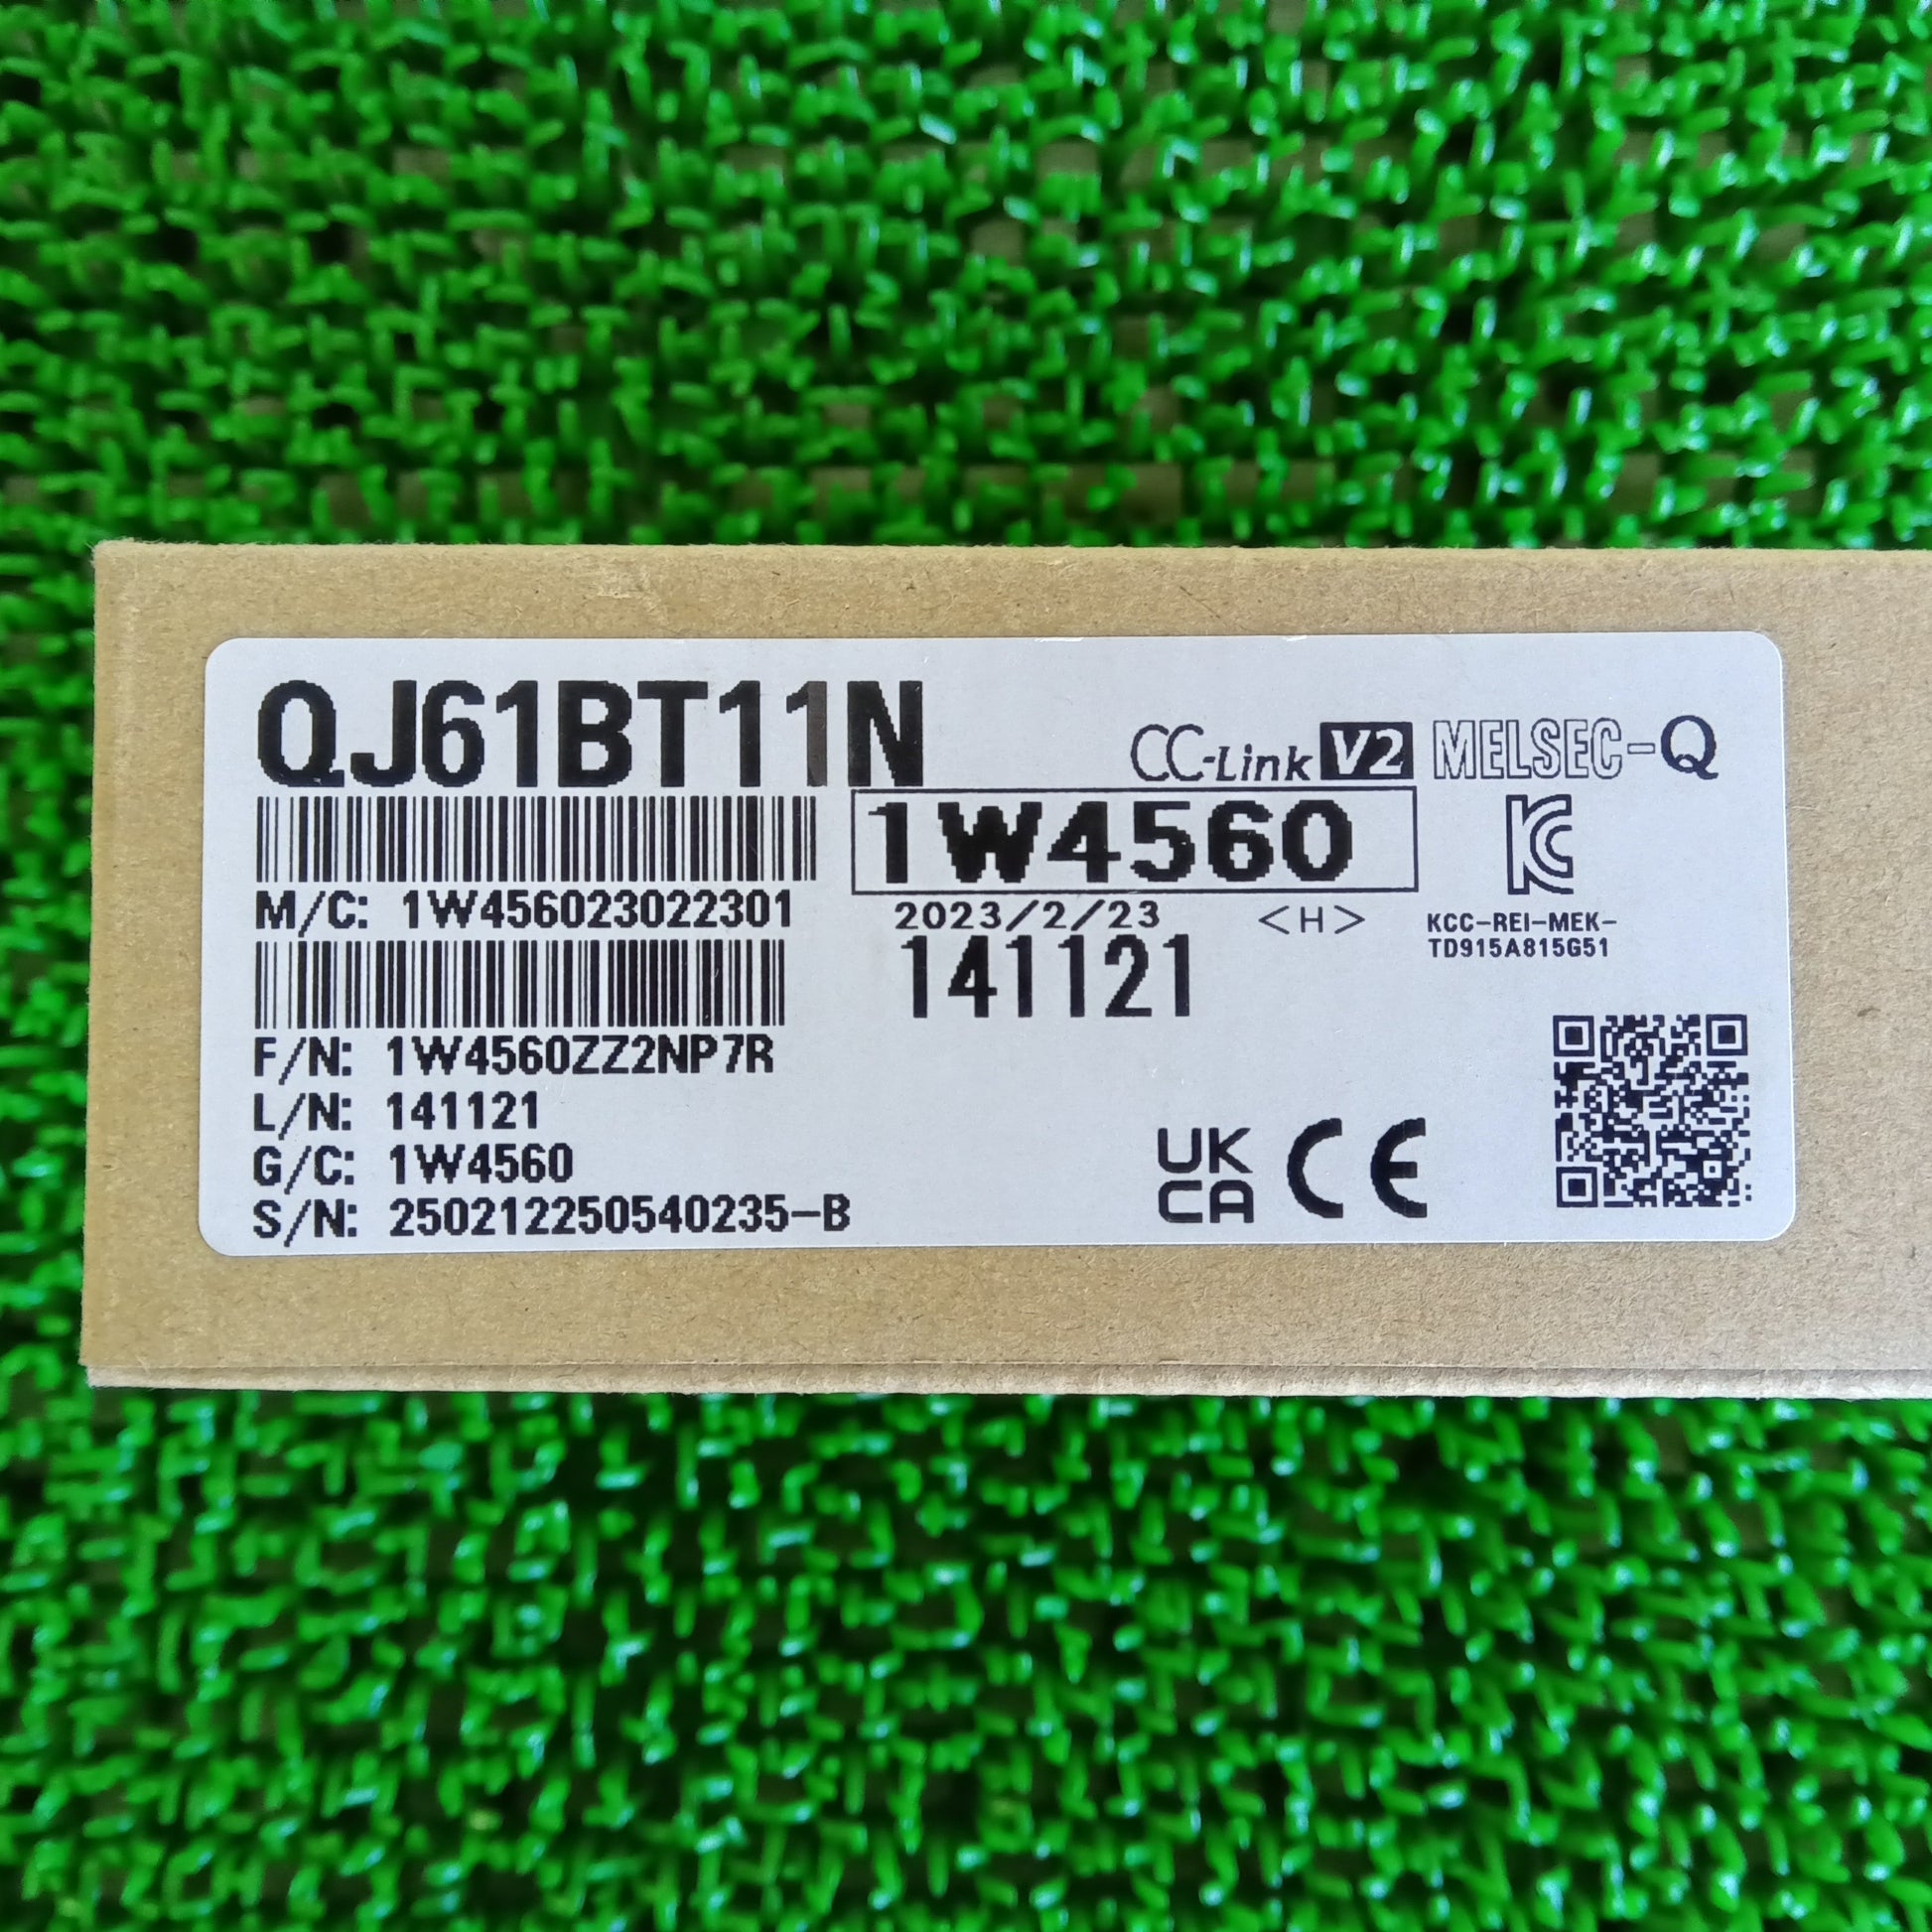 QJ61BT11N
CC-Link V2 MELSEC-Q
1W4560
M/C: 1W456023022301
2023/2/23 <H>
KCC-REI-MEK-
TD915A815G51
141121
F/N: 1W4560ZZ2NP7R
L/N: 141121
G/C: 1W4560
S/N: 250212250540235-B
UK
CA
CE